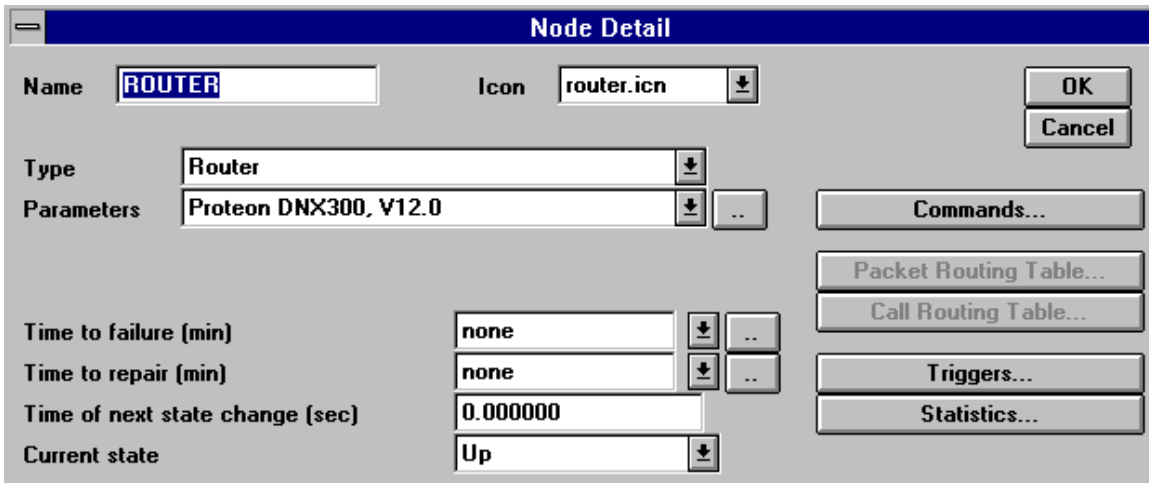 Node Detail
Name ROUTER Icon router.icn OK
Cancel
Type Router
Parameters Proteon DNX300, V12.0 .. Commands...
Packet Routing Table...
Call Routing Table...
Time to failure (min) none ..
Time to repair (min) none .. Triggers...
Time of next state change (sec) 0.000000 Statistics...
Current state Up